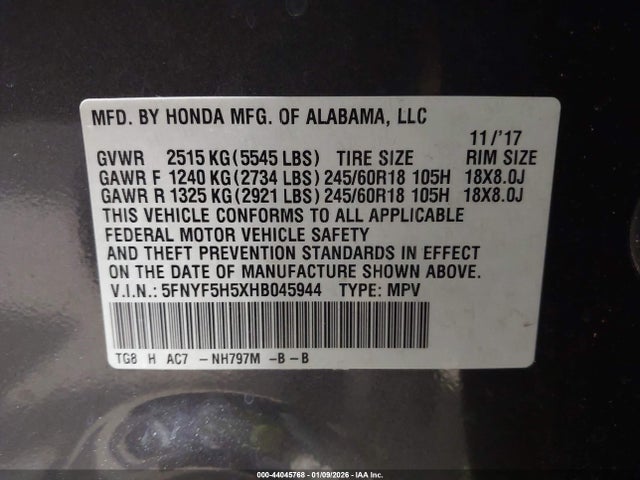 MFD. BY HONDA MFG. OF ALABAMA, LLC
11/'17
GVWR 2515 KG(5545 LBS) TIRE SIZE RIM SIZE
GAWR F 1240 KG(2734 LBS)245/60R18 105H 18X8.0J
GAWR R 1325 KG(2921 LBS)245/60R18 105H 18X8.0J
THIS VEHICLE CONFORMS TO ALL APPLICABLE
FEDERAL MOTOR VEHICLE SAFETY
AND THEFT PREVENTION STANDARDS IN EFFECT
ON THE DATE OF MANUFACTURE SHOWN ABOVE.
V.I.N.: 5FNYF5H5XHB045944 TYPE: MPV
TG8 H AC7 -NH797M -B-B
000-44045768 - 01/09/2026 - IAA Inc.